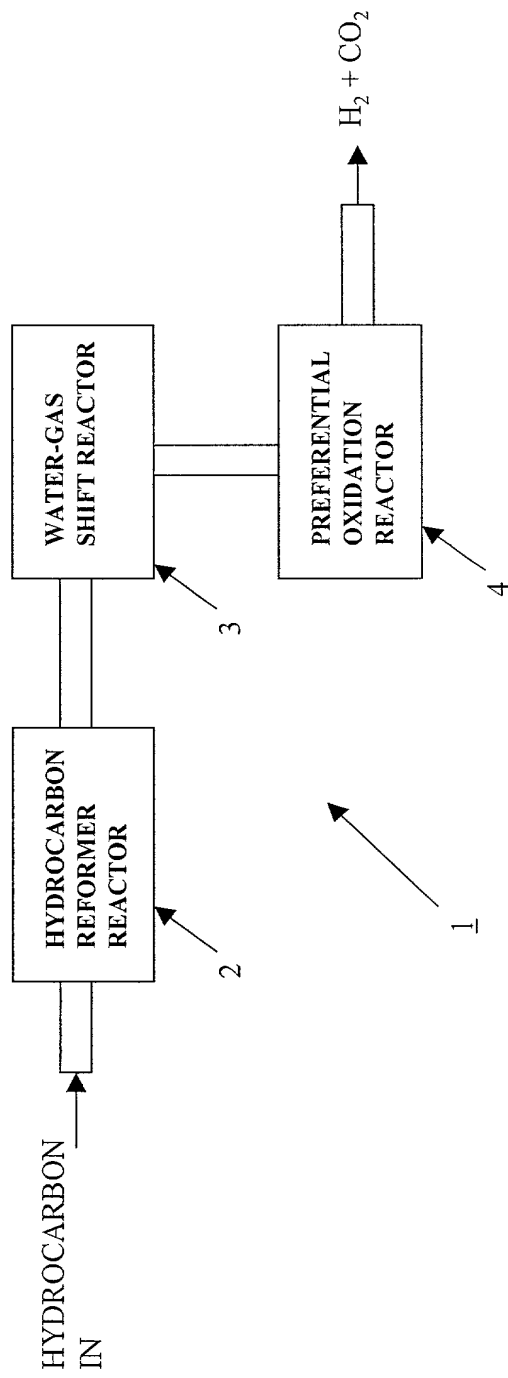 HYDROCARBON
IN
HYDROCARBON
REFORMER
REACTOR
2
WATER-GAS
SHIFT REACTOR
3
PREFERENTIAL
OXIDATION
REACTOR
4
H₂ + CO₂
1